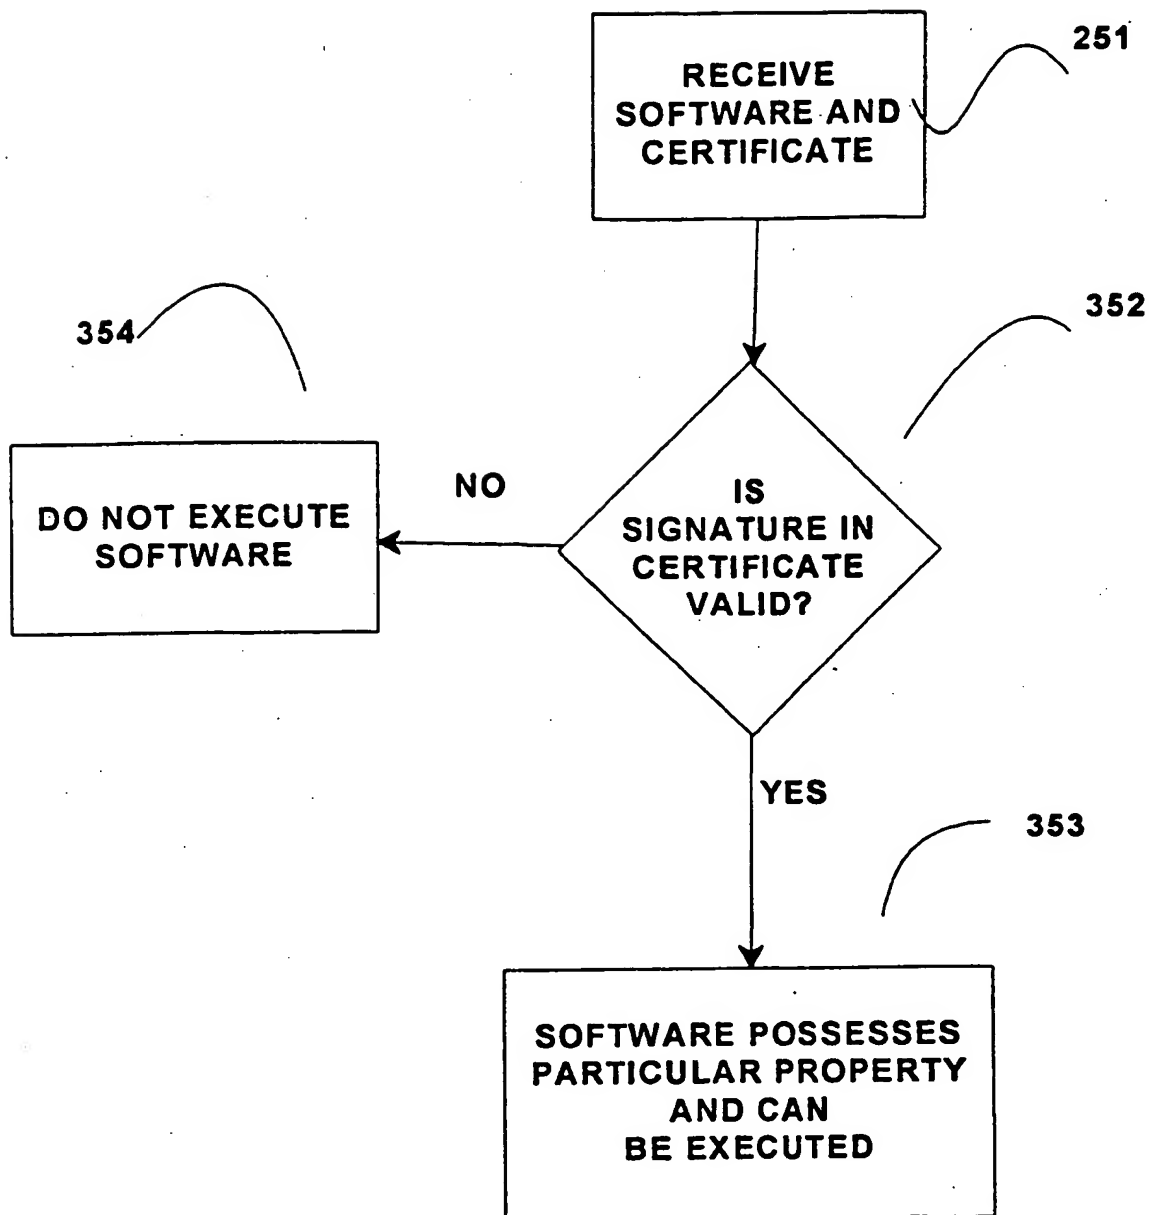 251
RECEIVE
SOFTWARE AND
CERTIFICATE
352
354
NO
IS
SIGNATURE IN
CERTIFICATE
VALID?
DO NOT EXECUTE
SOFTWARE
YES
353
SOFTWARE POSSESSES
PARTICULAR PROPERTY
AND CAN
BE EXECUTED